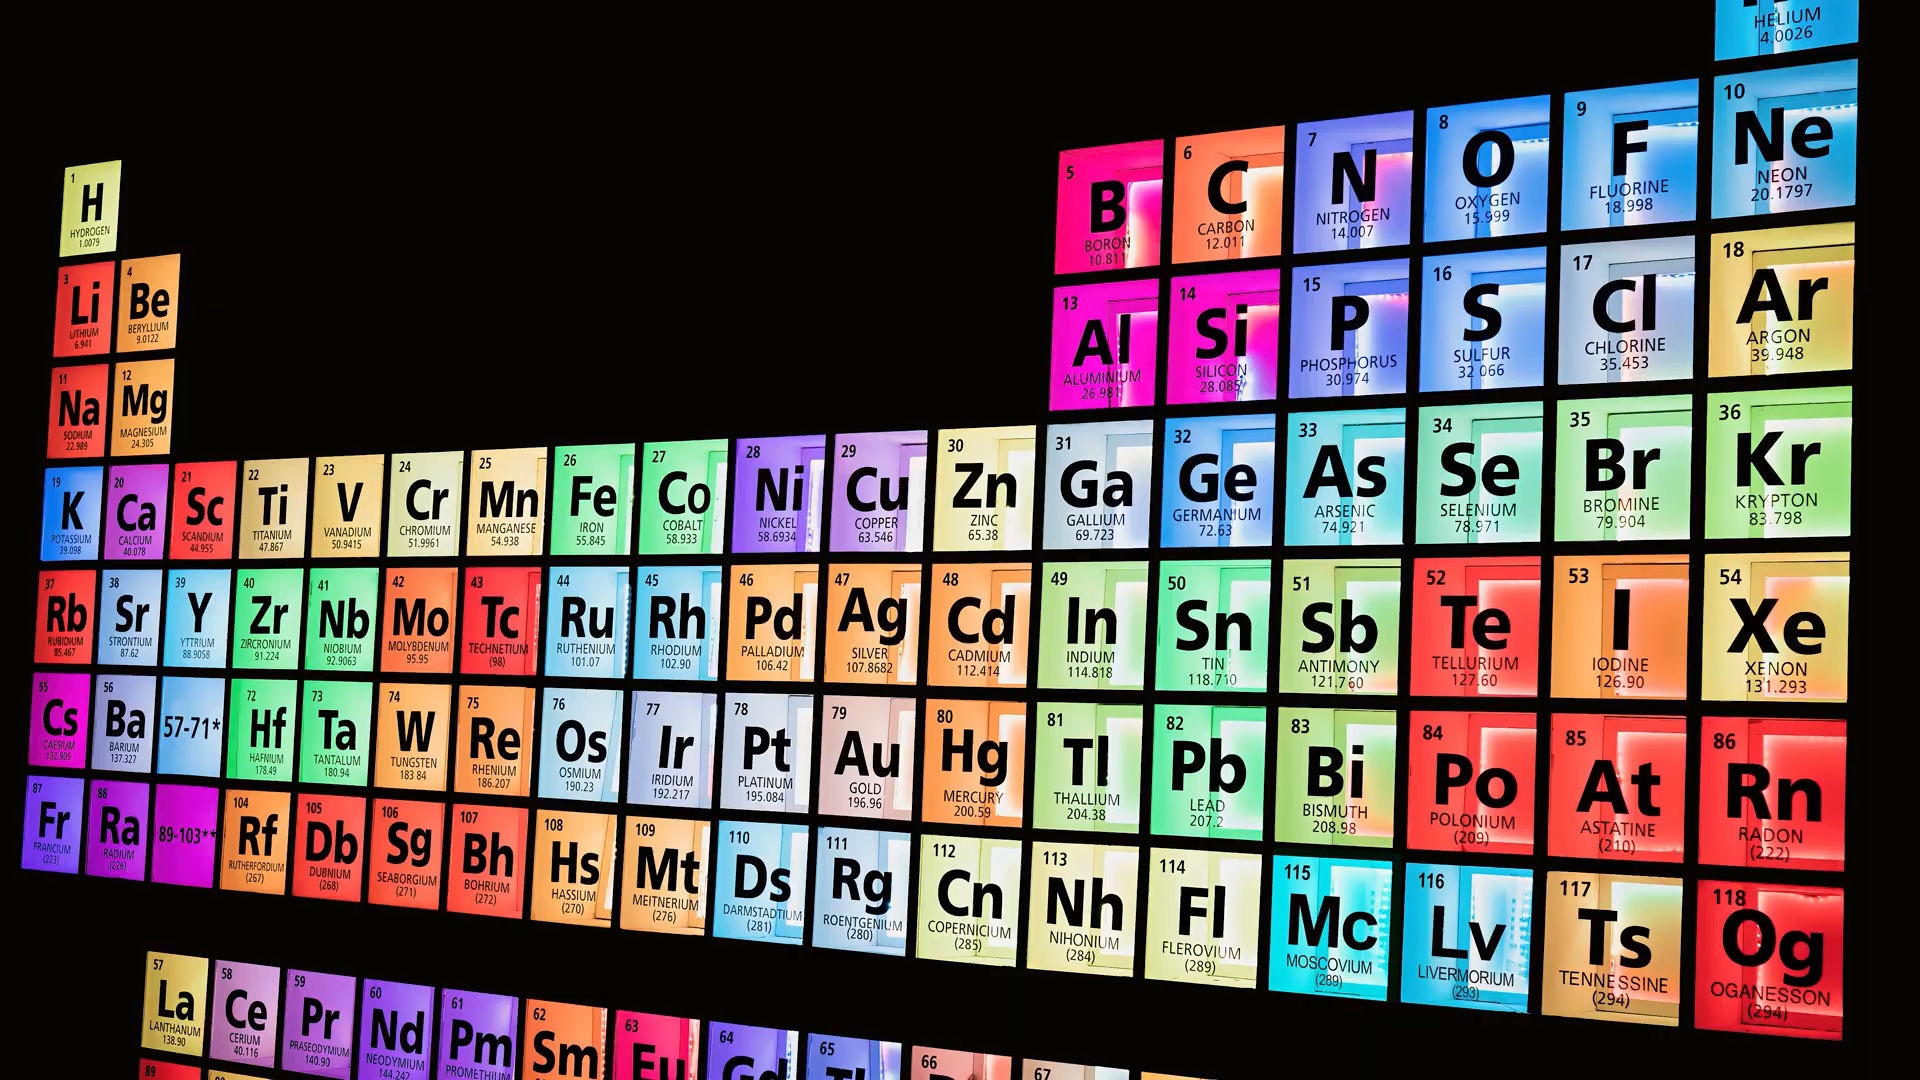 1
H
HYDROGEN
1.0079
HELIUM
4.0026
3
Li
LITHIUM
6.941
4
Be
BERYLLIUM
9.0122
5
B
BORON
10.811
6
C
CARBON
12.011
7
N
NITROGEN
14.007
8
O
OXYGEN
15.999
9
F
FLUORINE
18.998
10
Ne
NEON
20.1797
11
Na
SODIUM
22.989
12
Mg
MAGNESIUM
24.305
13
Al
ALUMINIUM
26.981
14
Si
SILICON
28.085
15
P
PHOSPHORUS
30.974
16
S
SULFUR
32 066
17
Cl
CHLORINE
35.453
18
Ar
ARGON
39.948
19
K
POTASSIUM
39.098
20
Ca
CALCIUM
40.078
21
Sc
SCANDIUM
44.955
22
Ti
TITANIUM
47.867
23
V
VANADIUM
50.9415
24
Cr
CHROMIUM
51.9961
25
Mn
MANGANESE
54.938
26
Fe
IRON
55.845
27
Co
COBALT
58.933
28
Ni
NICKEL
58.6934
29
Cu
COPPER
63.546
30
Zn
ZINC
65.38
31
Ga
GALLIUM
69.723
32
Ge
GERMANIUM
72.63
33
As
ARSENIC
74.921
34
Se
SELENIUM
78.971
35
Br
BROMINE
79.904
36
Kr
KRYPTON
83.798
37
Rb
RUBIDIUM
85.467
38
Sr
STRONTIUM
87.62
39
Y
YTTRIUM
88.9058
40
Zr
ZIRCRONIUM
91.224
41
Nb
NIOBIUM
92.9063
42
Mo
MOLYBDENUM
95.95
43
Tc
TECHNETIUM
(98)
44
Ru
RUTHENIUM
101.07
45
Rh
RHODIUM
102.90
46
Pd
PALLADIUM
106.42
47
Ag
SILVER
107.8682
48
Cd
CADMIUM
112.414
49
In
INDIUM
114.818
50
Sn
TIN
118.710
51
Sb
ANTIMONY
121.760
52
Te
TELLURIUM
127.60
53
I
IODINE
126.90
54
Xe
XENON
131.293
55
Cs
CAESIUM
132.905
56
Ba
BARIUM
137.327
57-71*
72
Hf
HAFNIUM
178.49
73
Ta
TANTALUM
180.94
74
W
TUNGSTEN
183 84
75
Re
RHENIUM
186.207
76
Os
OSMIUM
190.23
77
Ir
IRIDIUM
192.217
78
Pt
PLATINUM
195.084
79
Au
GOLD
196.96
80
Hg
MERCURY
200.59
81
Tl
THALLIUM
204.38
82
Pb
LEAD
207.2
83
Bi
BISMUTH
208.98
84
Po
POLONIUM
(209)
85
At
ASTATINE
(210)
86
Rn
RADON
(222)
87
Fr
FRANCIUM
(223)
88
Ra
RADIUM
(226)
89-103**
104
Rf
RUTHERFORDIUM
(267)
105
Db
DUBNIUM
(268)
106
Sg
SEABORGIUM
(271)
107
Bh
BOHRIUM
(272)
108
Hs
HASSIUM
(270)
109
Mt
MEITNERIUM
(276)
110
Ds
DARMSTADTIUM
(281)
111
Rg
ROENTGENIUM
(280)
112
Cn
COPERNICIUM
(285)
113
Nh
NIHONIUM
(284)
114
Fl
FLEROVIUM
(289)
115
Mc
MOSCOVIUM
(289)
116
Lv
LIVERMORIUM
(293)
117
Ts
TENNESSINE
(294)
118
Og
OGANESSON
(294)
57
La
LANTHANUM
138.90
58
Ce
CERIUM
40.116
59
Pr
PRASEODYMIUM
140.90
60
Nd
NEODYMIUM
144.242
61
Pm
PROMETHIUM
62
Sm
63
Eu
64
Gd
65
66
67
89